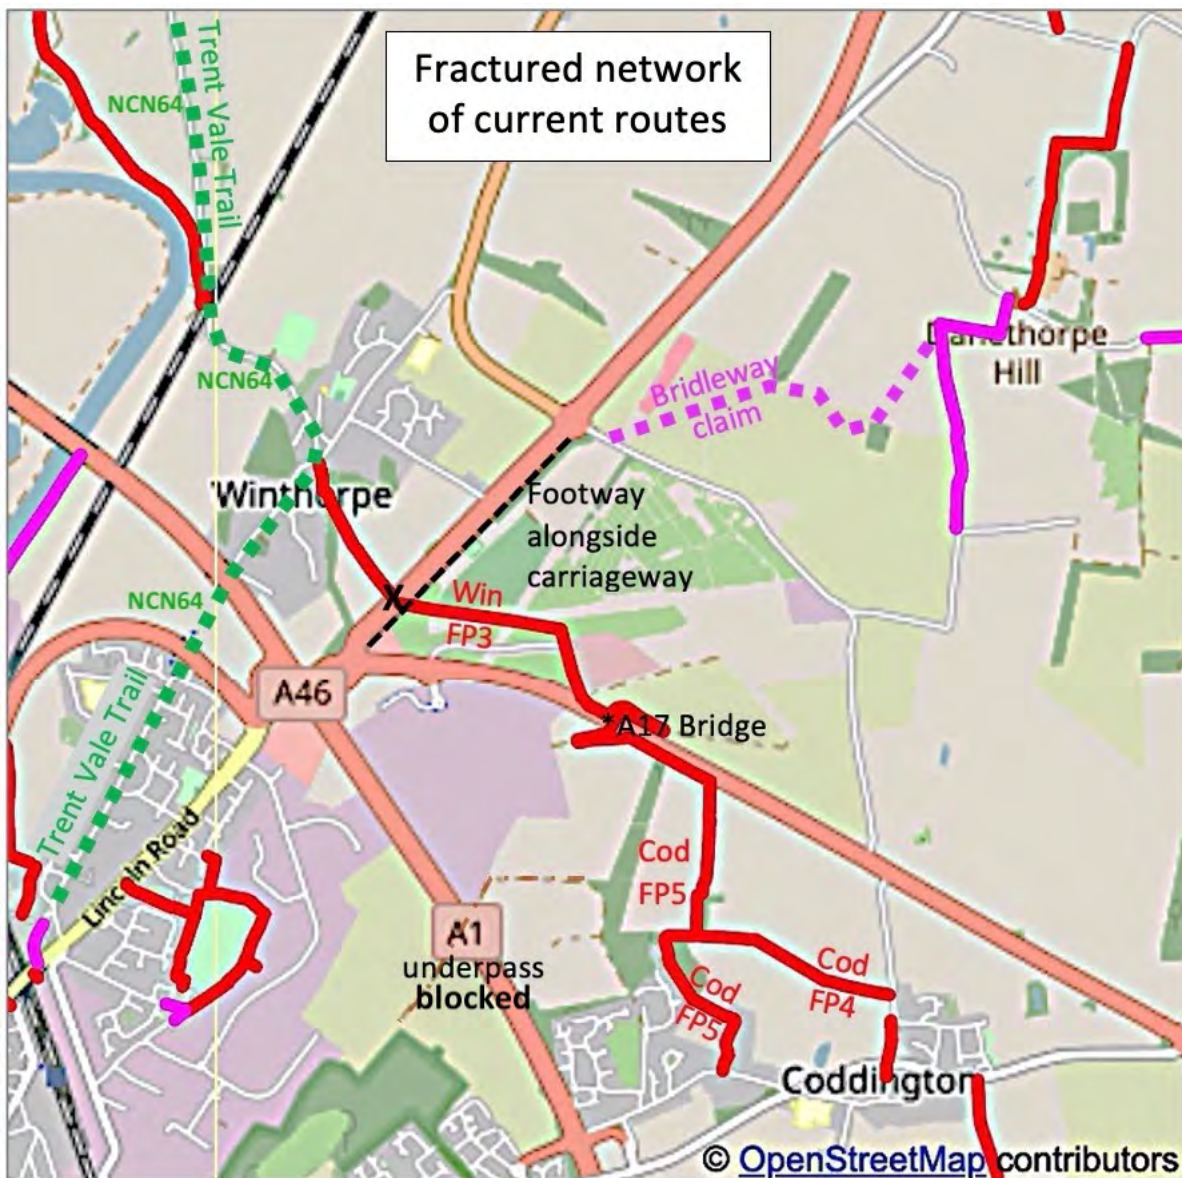 Fractured network
of current routes
Trent Vale Trail
NCN64
NCN64
Danethorpe
Hill
Bridleway
claim
Winthorpe
Footway
alongside
carriageway
NCN64
X
Win
FP3
A46
*A17 Bridge
Trent Vale Trail
Lincoln Road
Cod
FP5
A1
underpass
blocked
Cod
FP4
Cod
FP5
Coddington
© OpenStreetMap contributors